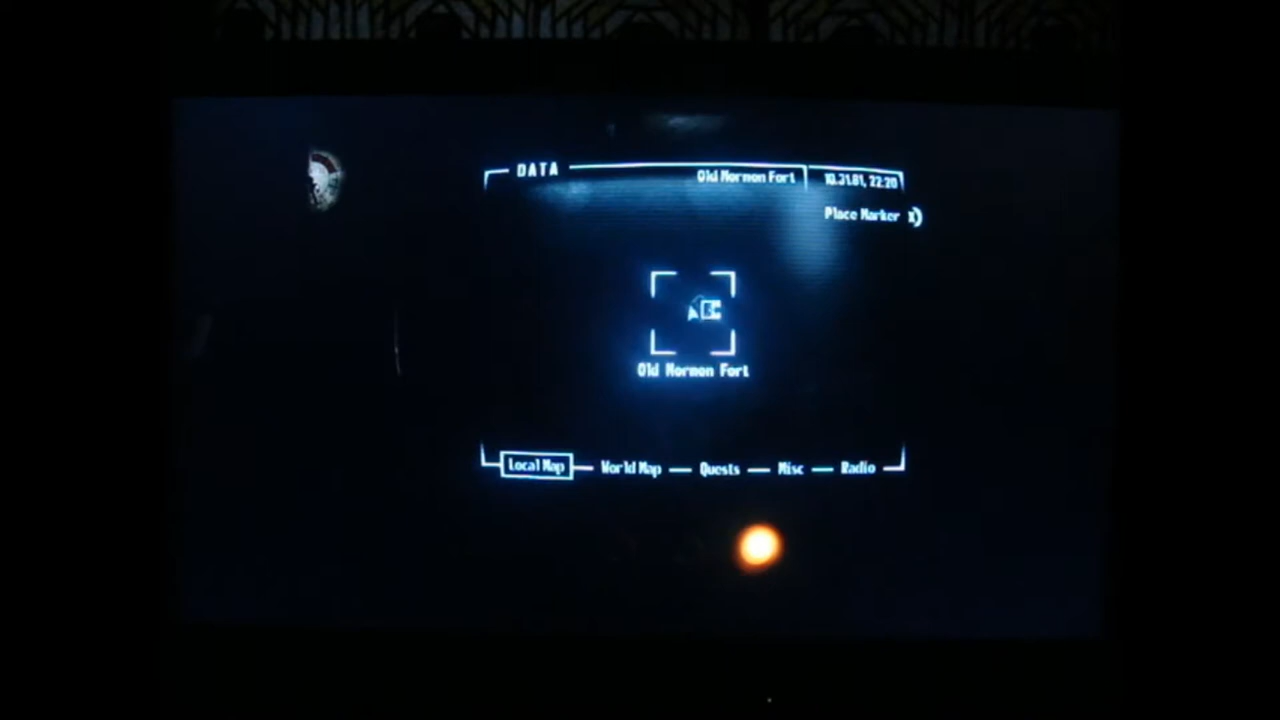 DATA
Old Mormon Fort
10.31.81, 22:20
Place Marker X)
Old Mormon Fort
Local Map
World Map
Quests
Misc
Radio